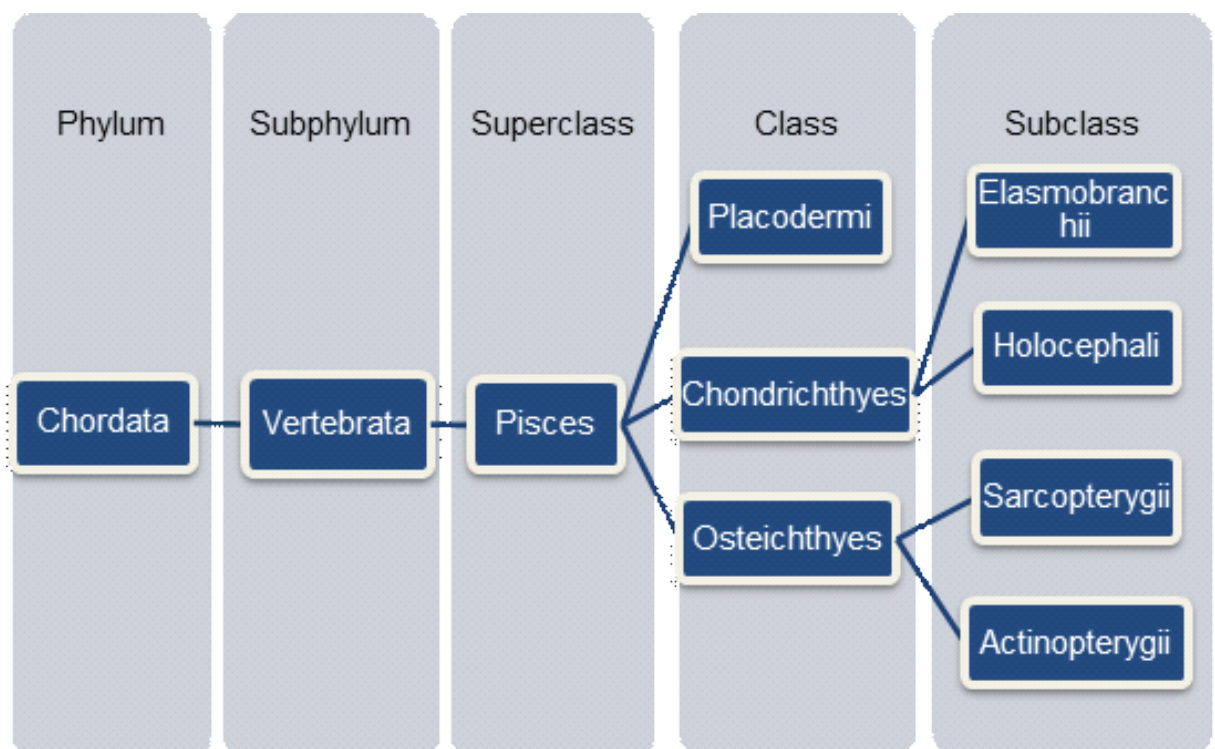 Phylum
Subphylum
Superclass
Class
Subclass
Chordata
Vertebrata
Pisces
Placodermi
Chondrichthyes
Osteichthyes
Elasmobranc
hii
Holocephali
Sarcopterygii
Actinopterygii